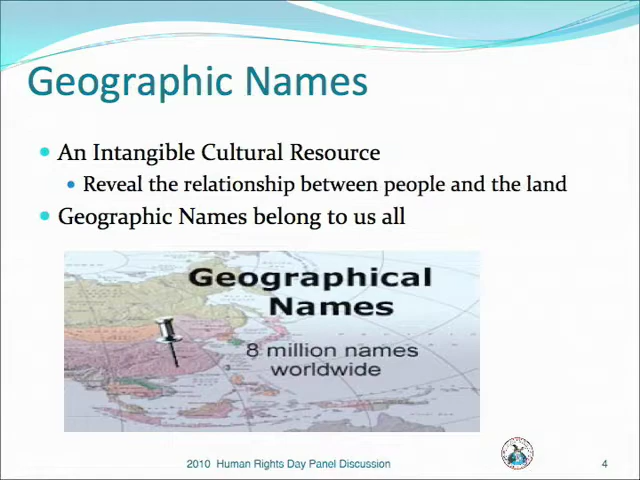 Geographic Names
An Intangible Cultural Resource
Reveal the relationship between people and the land
Geographic Names belong to us all
Geographical
Names
8 million names
worldwide
2010 Human Rights Day Panel Discussion
4